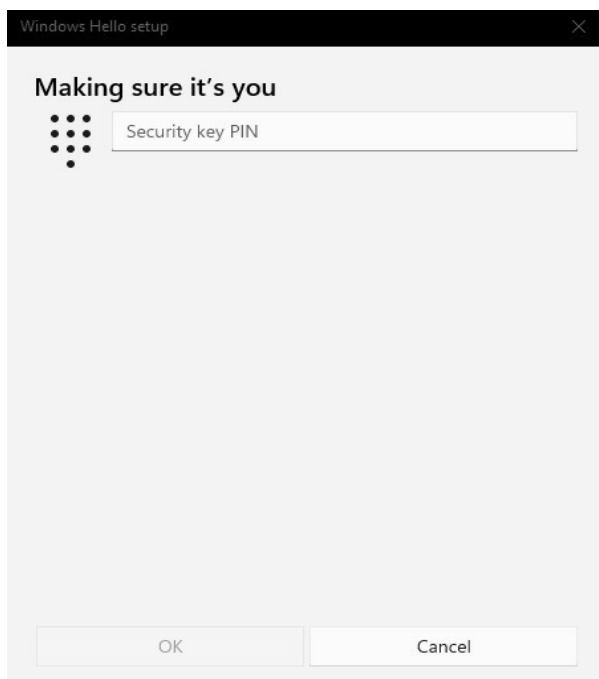 Windows Hello setup
Making sure it's you
Security key PIN
OK
Cancel